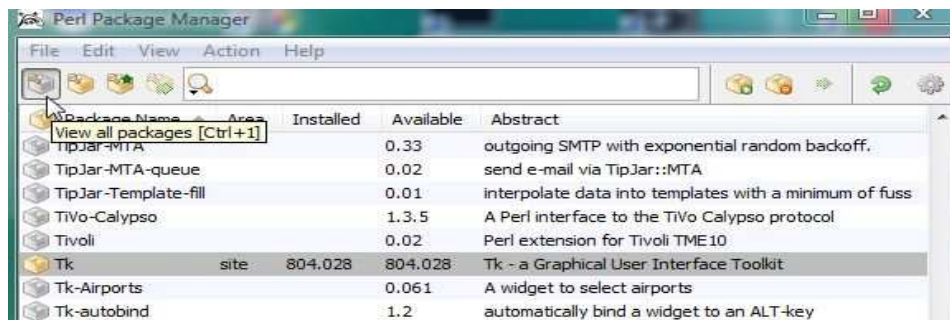 Perl Package Manager
File Edit View Action Help
Package Name Area Installed Available Abstract
View all packages [Ctrl+1]
TipJar-MTA 0.33 outgoing SMTP with exponential random backoff.
TipJar-MTA-queue 0.02 send e-mail via TipJar::MTA
TipJar-Template-fill 0.01 interpolate data into templates with a minimum of fuss
TiVo-Calypso 1.3.5 A Perl interface to the TiVo Calypso protocol
Tivoli 0.02 Perl extension for Tivoli TME10
Tk site 804.028 804.028 Tk - a Graphical User Interface Toolkit
Tk-Airports 0.061 A widget to select airports
Tk-autobind 1.2 automatically bind a widget to an ALT-key